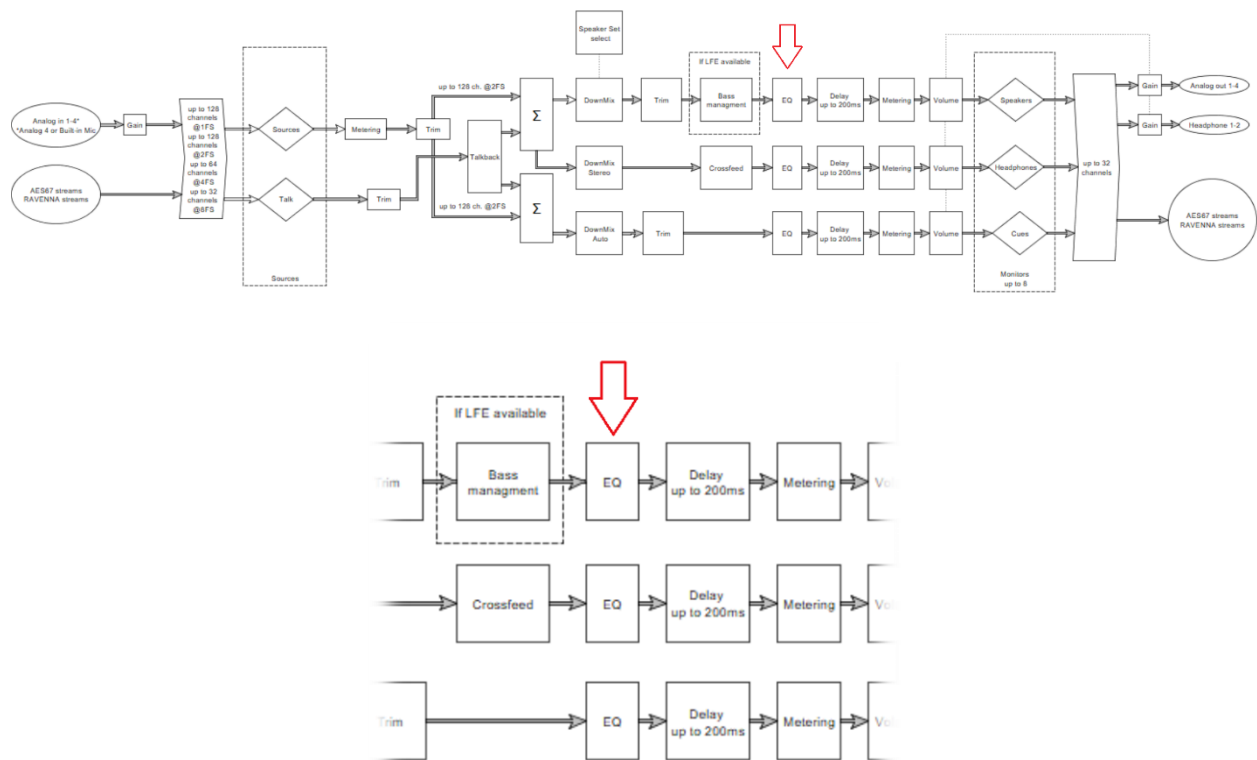 Speaker Set
select
up to 128 ch. @2FS
If LFE available
Analog in 1-4*
*Analog 4 or Built-in Mic
Gain
up to 128
channels
@1FS
up to 128
channels
@2FS
up to 64
channels
@4FS
up to 32
channels
@8FS
Sources
Metering
Trim
Talkback
Σ
DownMix
Trim
Bass
managment
EQ
Delay
up to 200ms
Metering
Volume
Speakers
Gain
Analog out 1-4
Gain
Headphone 1-2
DownMix
Stereo
Crossfeed
EQ
Delay
up to 200ms
Metering
Volume
Headphones
up to 32
channels
AES67 streams
RAVENNA streams
Talk
Trim
up to 128 ch. @2FS
Σ
DownMix
Auto
Trim
EQ
Delay
up to 200ms
Metering
Volume
Cues
AES67 streams
RAVENNA streams
Sources
Monitors
up to 8
If LFE available
Trim
Bass
managment
EQ
Delay
up to 200ms
Metering
Vo
Crossfeed
EQ
Delay
up to 200ms
Metering
Vo
Trim
EQ
Delay
up to 200ms
Metering
Vo